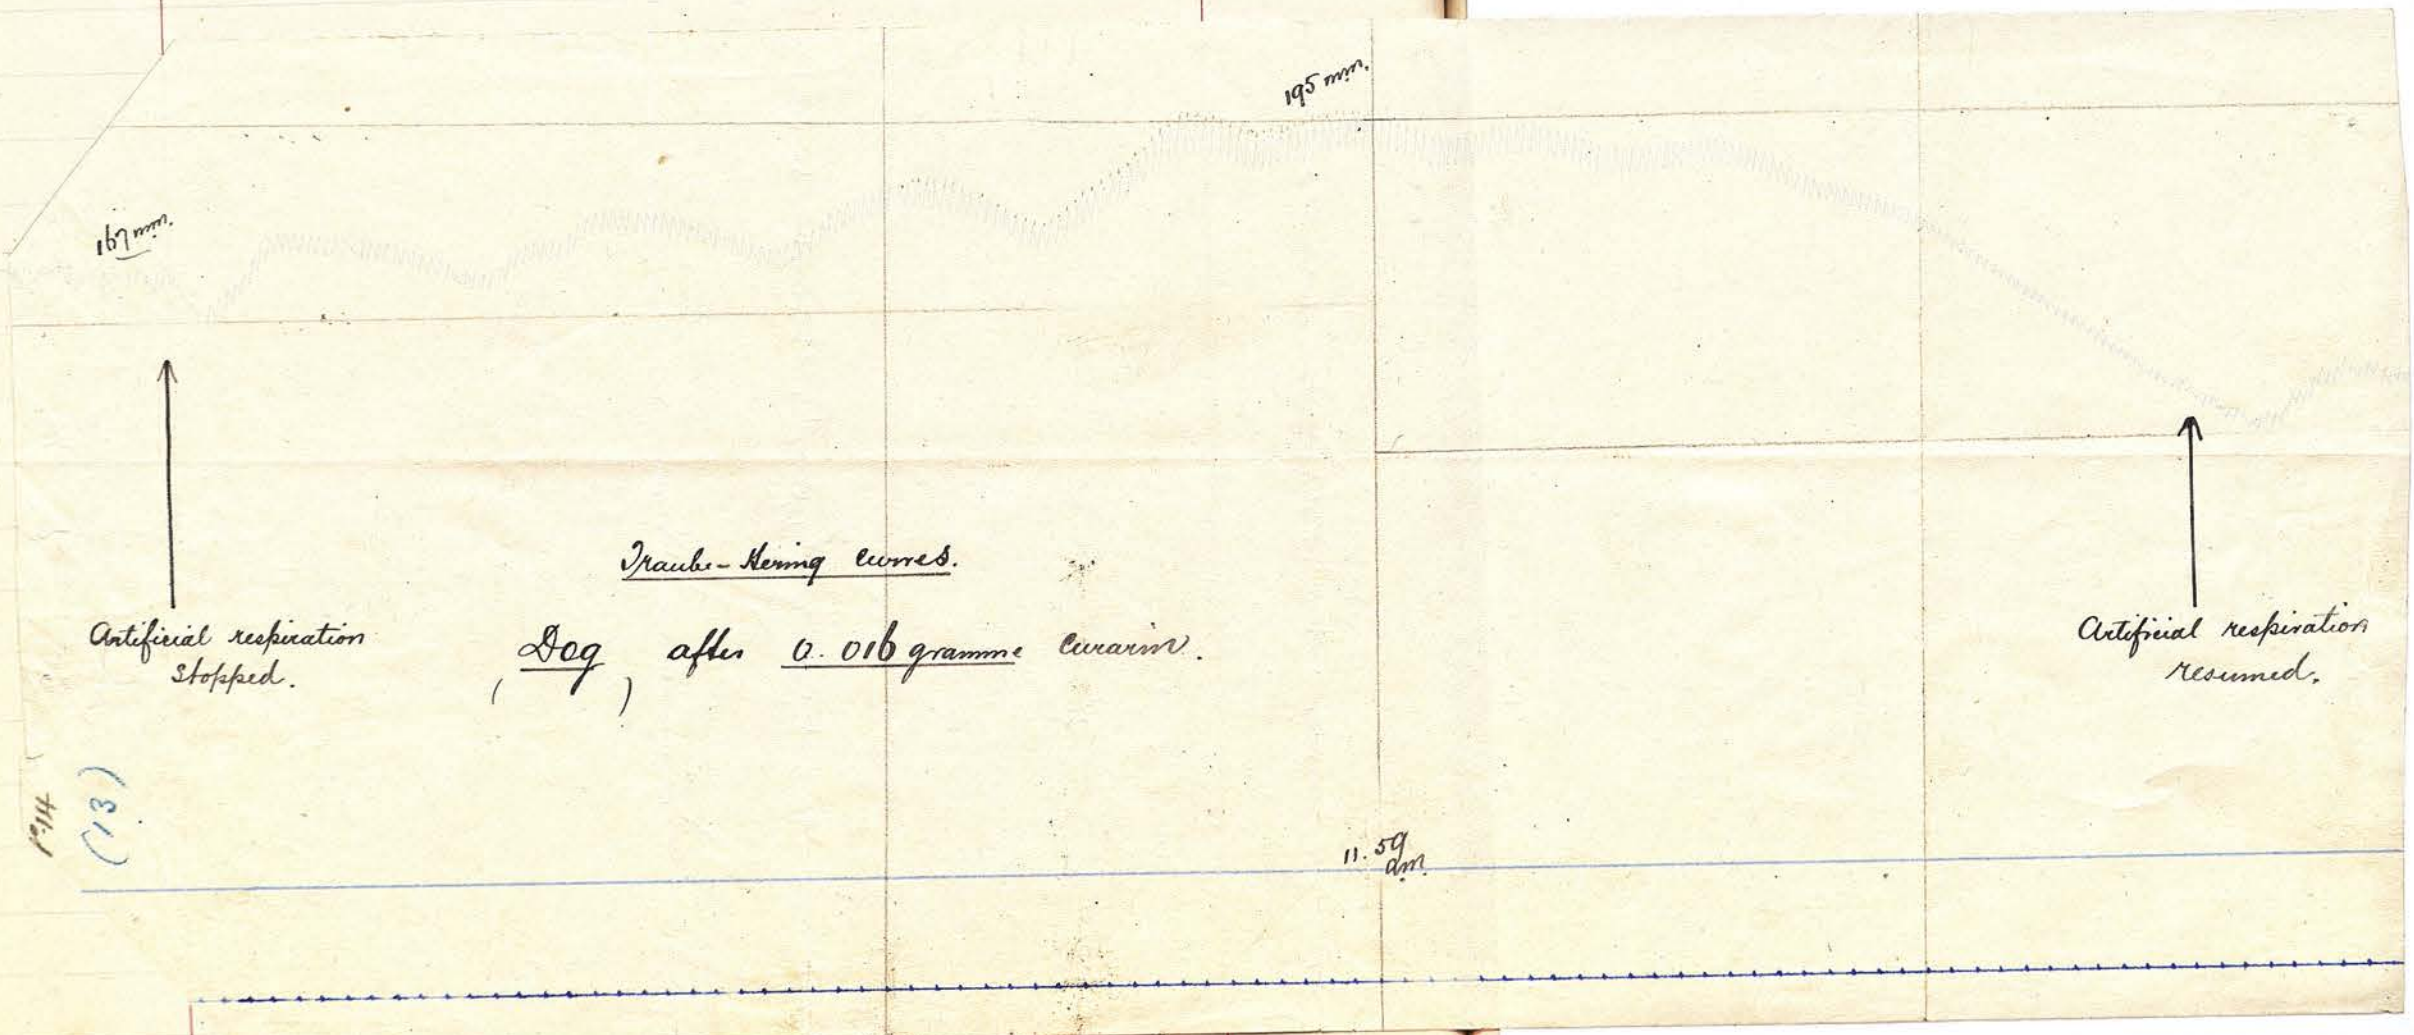 195 mm.
167 mm.
Traube-Hering curves.
Artificial respiration
stopped.
(Dog) after 0.016 gramme Curarin.
Artificial respiration
resumed.
(13)
P. 14
11.59
am.